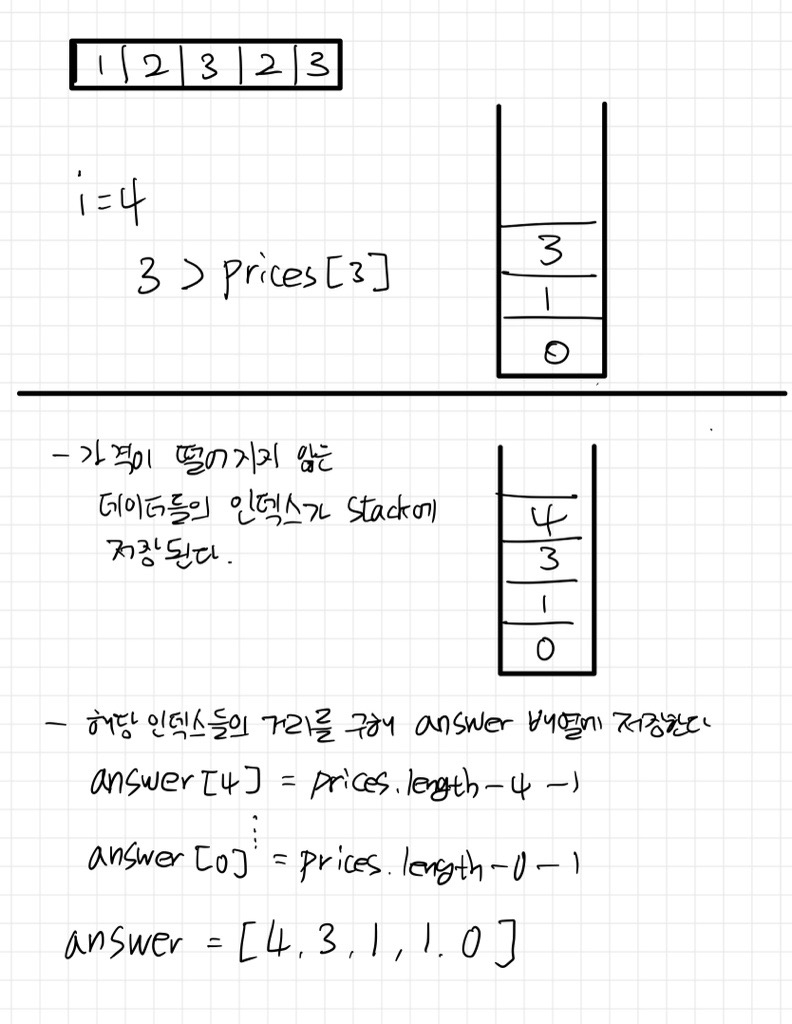 1 | 2 | 3 | 2 | 3
i = 4
3 > prices[3]
3
1
0
- 가격이 떨어지지 않는
데이터들의 인덱스가 stack에
저장된다.
4
3
1
0
- 해당 인덱스들의 거리를 구해 answer 배열에 저장한다
answer[4] = prices.length-4-1
answer[0] = prices.length-0-1
answer = [4, 3, 1, 1. 0]